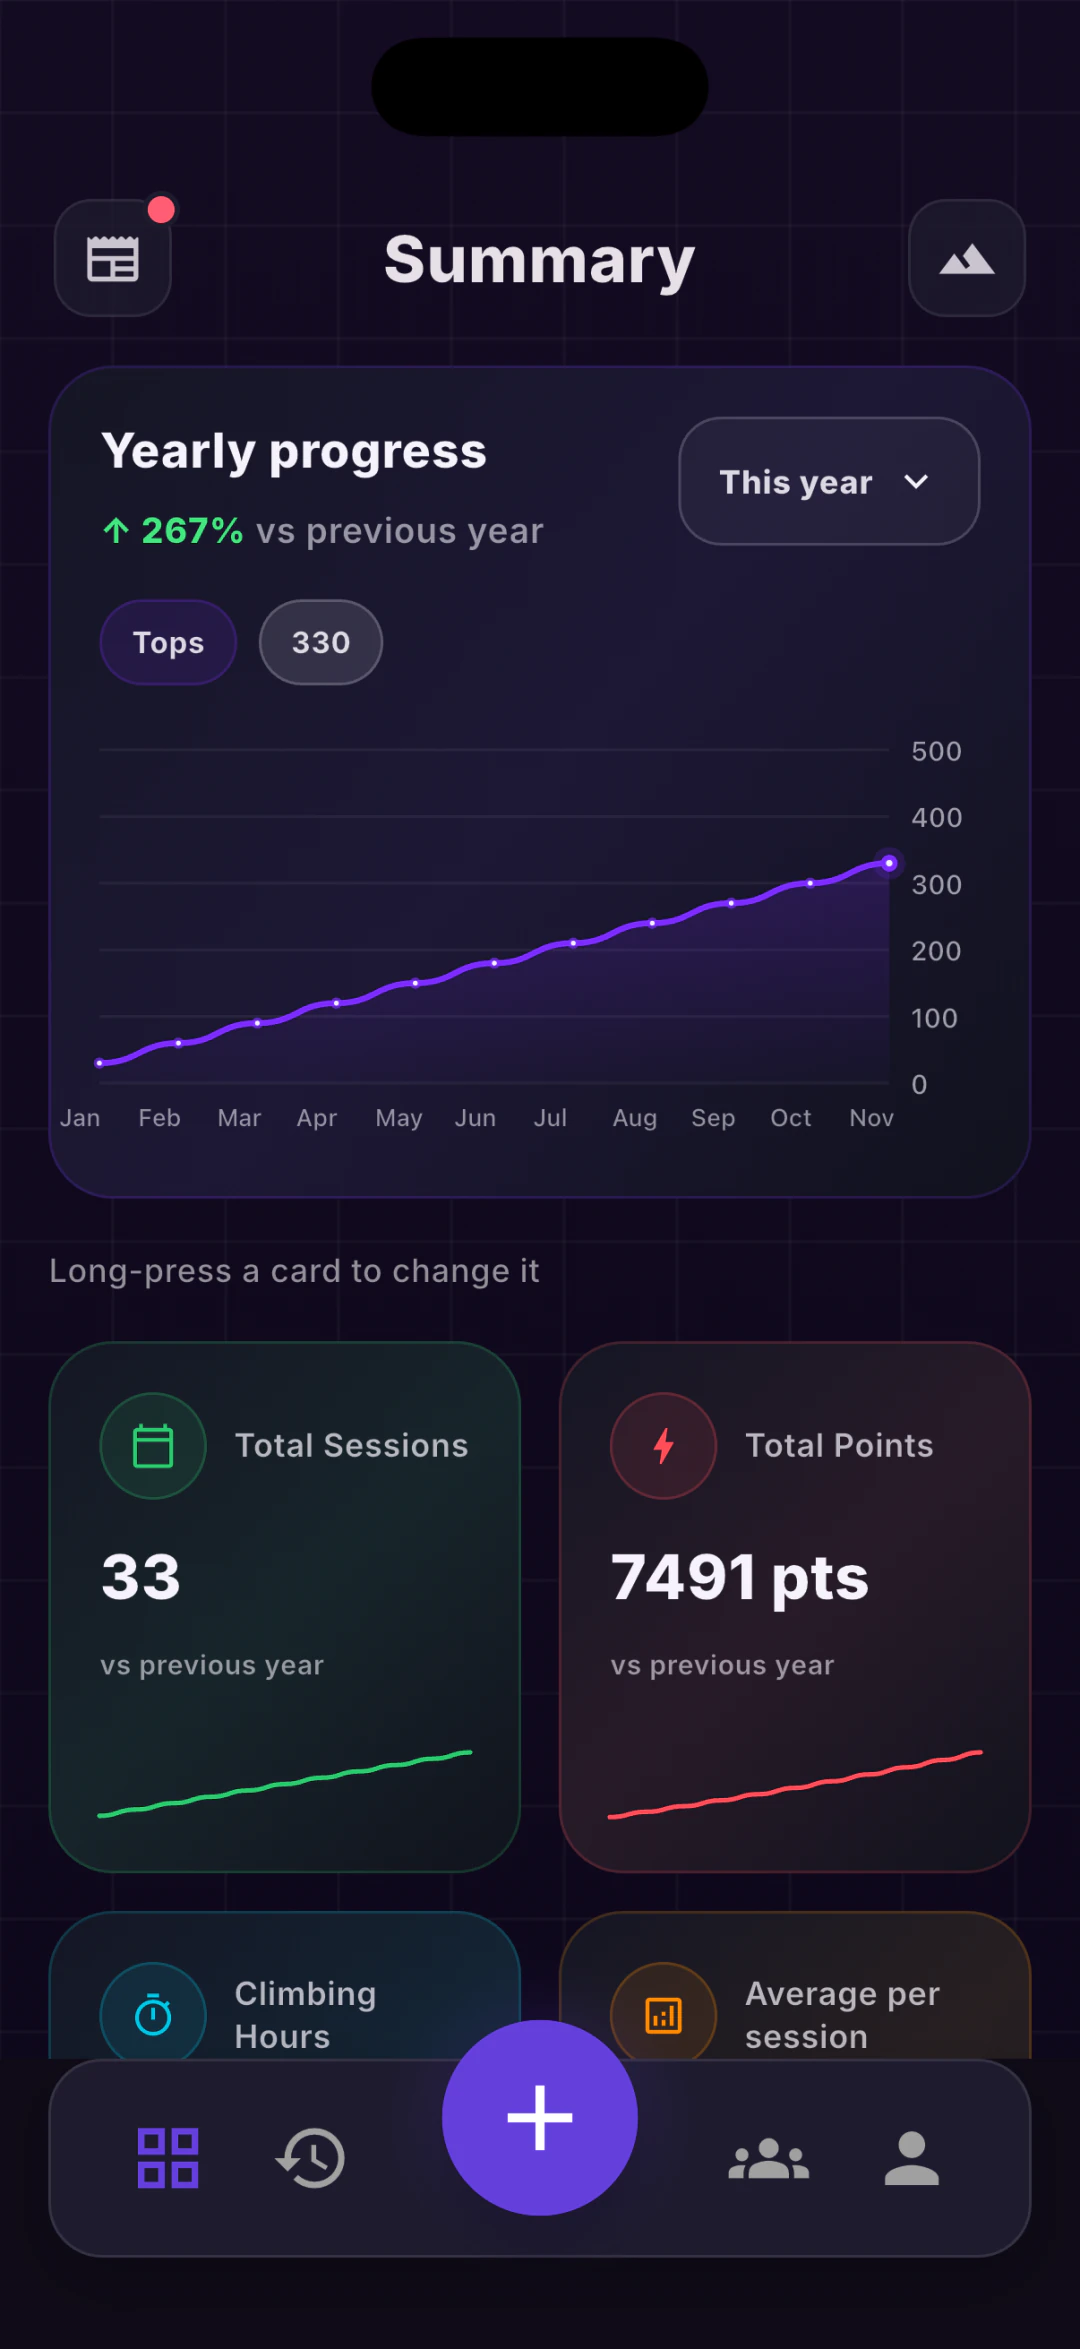 Summary
Yearly progress
This year
↑ 267% vs previous year
Tops
330
500
400
300
200
100
0
Jan Feb Mar Apr May Jun Jul Aug Sep Oct Nov
Long-press a card to change it
Total Sessions
33
vs previous year
Total Points
7491 pts
vs previous year
Climbing
Hours
Average per
session